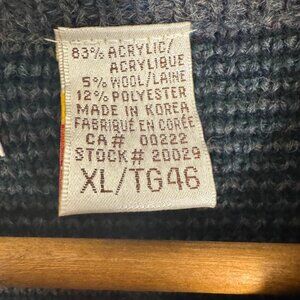 83% ACRYLIC/
ACRYLIQUE
5% WOOL/LAINE
12% POLYESTER
MADE IN KOREA
FABRIQUÉ EN CORÉE
CA# 00222
STOCK# 20029
XL/TG46